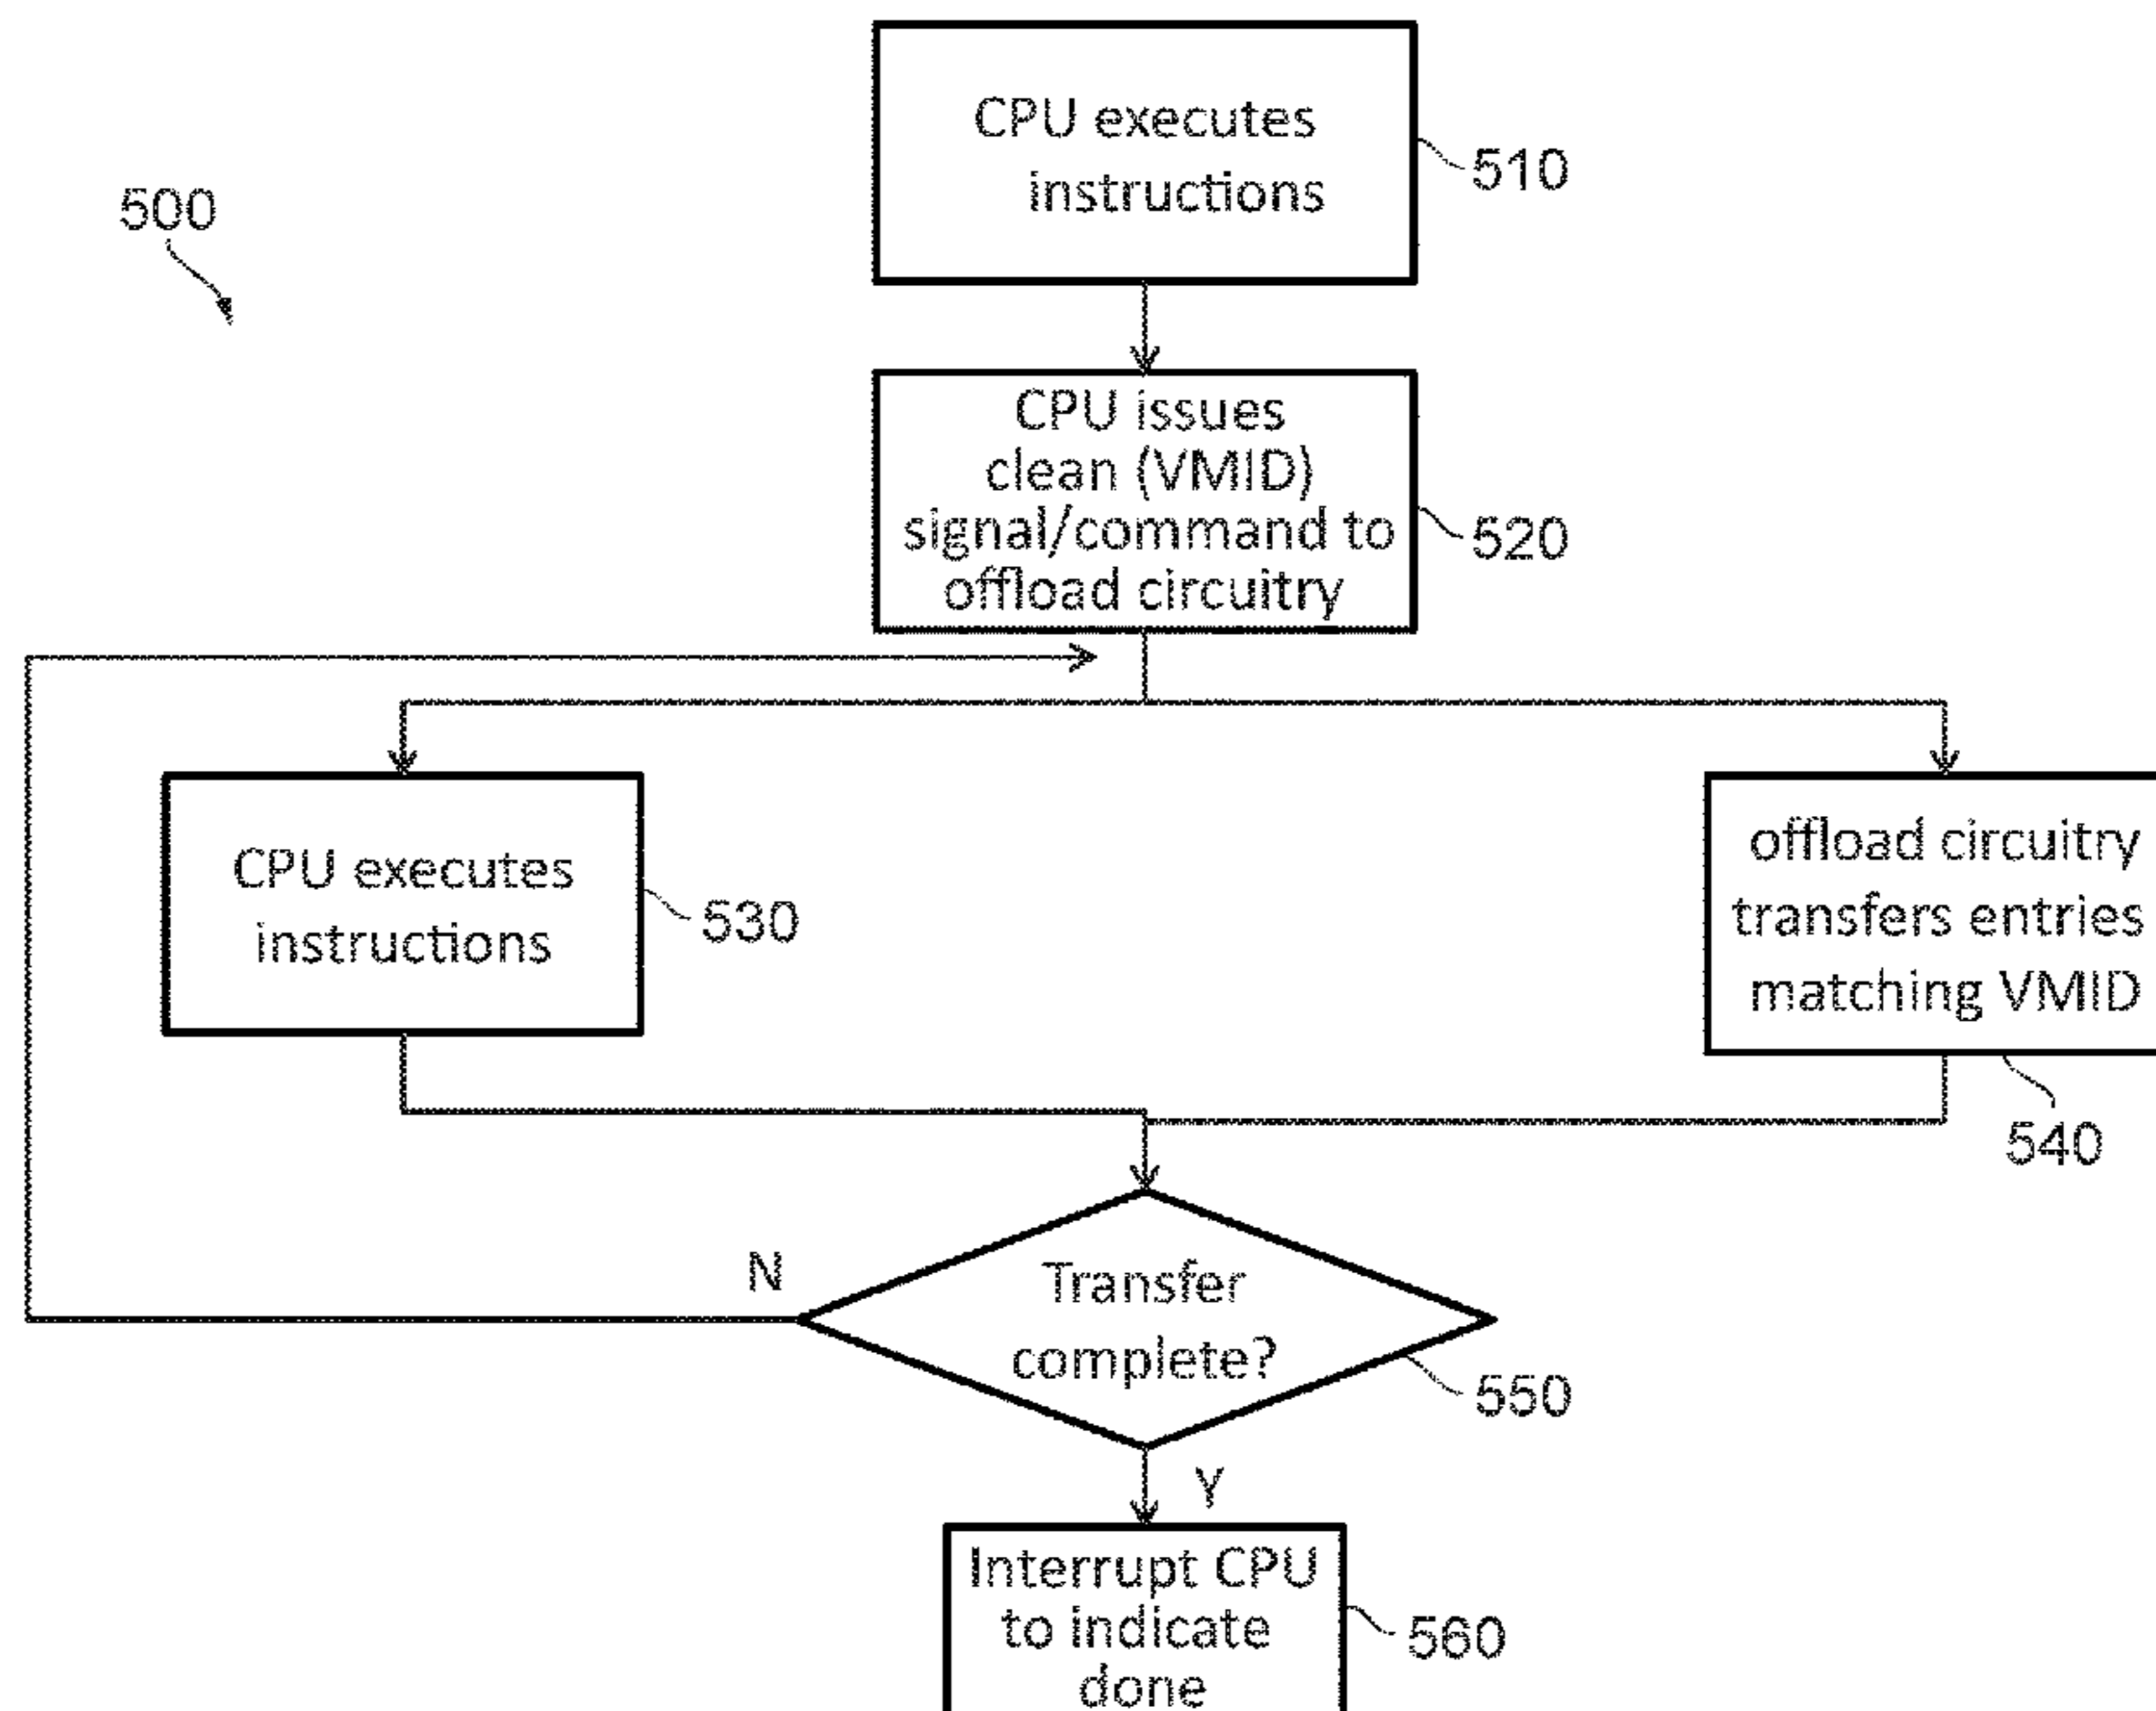 500
CPU executes
instructions
510
CPU issues
clean (VMID)
signal/command to
offload circuitry
520
CPU executes
instructions
530
offload circuitry
transfers entries
matching VMID
540
N
Transfer
complete?
550
Y
Interrupt CPU
to indicate
done
560